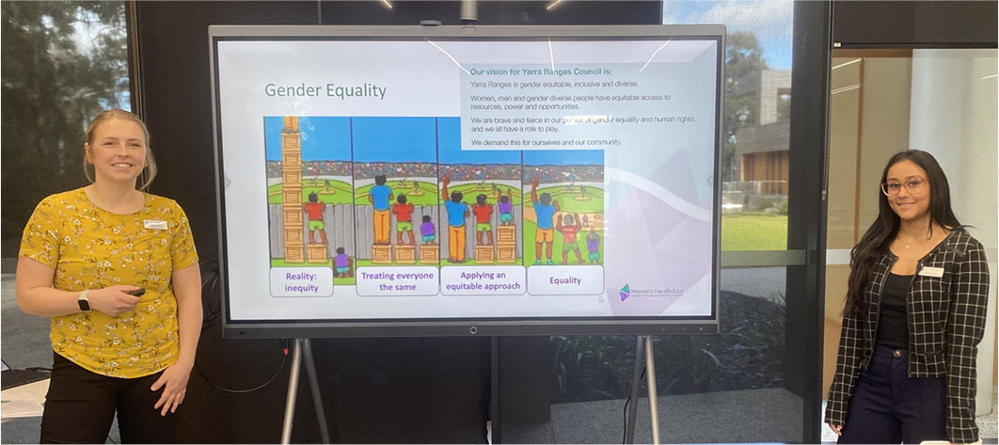 Gender Equality
Our vision for Yarra Ranges Council is:
Yarra Ranges is gender equitable, inclusive and diverse.
Women, men and gender diverse people have equitable access to
resources, power and opportunities.
We are brave and fierce in our pursuit of gender equality and human rights,
and we all have a role to play.
We demand this for ourselves and our community.
Reality:
inequity
Treating everyone
the same
Applying an
equitable approach
Equality
Women's Health East